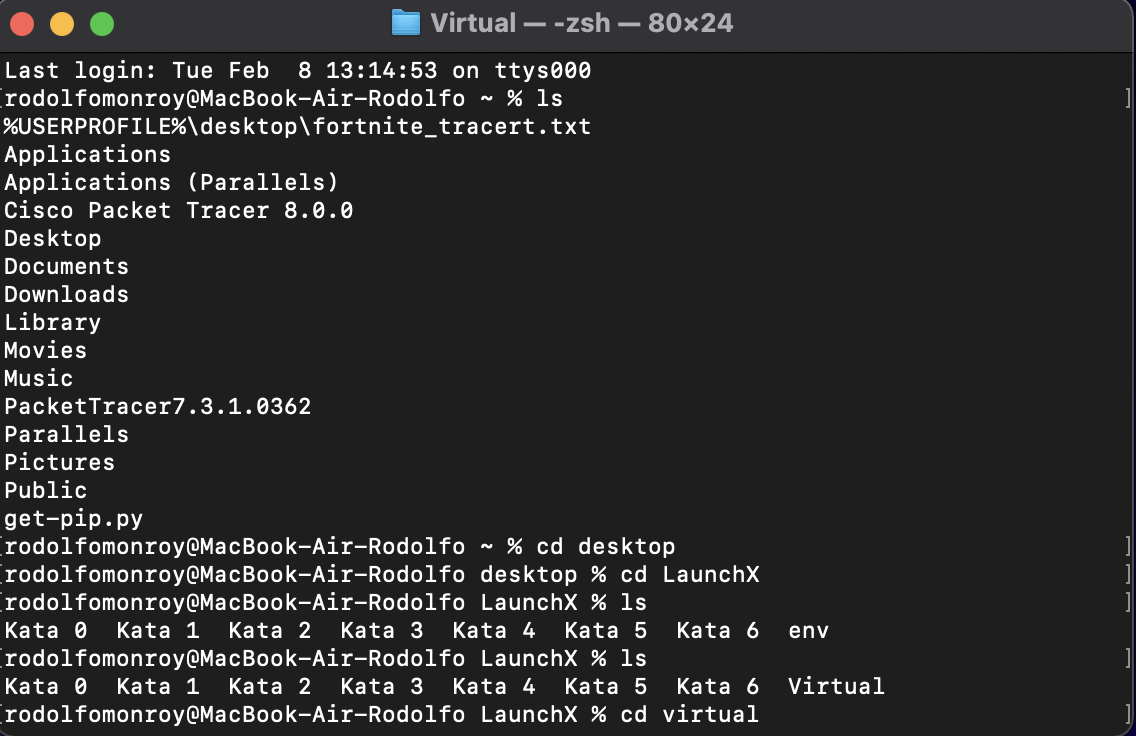 Virtual — -zsh — 80×24
Last login: Tue Feb  8 13:14:53 on ttys000
[rodolfomonroy@MacBook-Air-Rodolfo ~ % ls ]
%USERPROFILE%\desktop\fortnite_tracert.txt
Applications
Applications (Parallels)
Cisco Packet Tracer 8.0.0
Desktop
Documents
Downloads
Library
Movies
Music
PacketTracer7.3.1.0362
Parallels
Pictures
Public
get-pip.py
[rodolfomonroy@MacBook-Air-Rodolfo ~ % cd desktop ]
[rodolfomonroy@MacBook-Air-Rodolfo desktop % cd LaunchX ]
[rodolfomonroy@MacBook-Air-Rodolfo LaunchX % ls ]
Kata 0  Kata 1  Kata 2  Kata 3  Kata 4  Kata 5  Kata 6  env
[rodolfomonroy@MacBook-Air-Rodolfo LaunchX % ls ]
Kata 0  Kata 1  Kata 2  Kata 3  Kata 4  Kata 5  Kata 6  Virtual
[rodolfomonroy@MacBook-Air-Rodolfo LaunchX % cd virtual ]